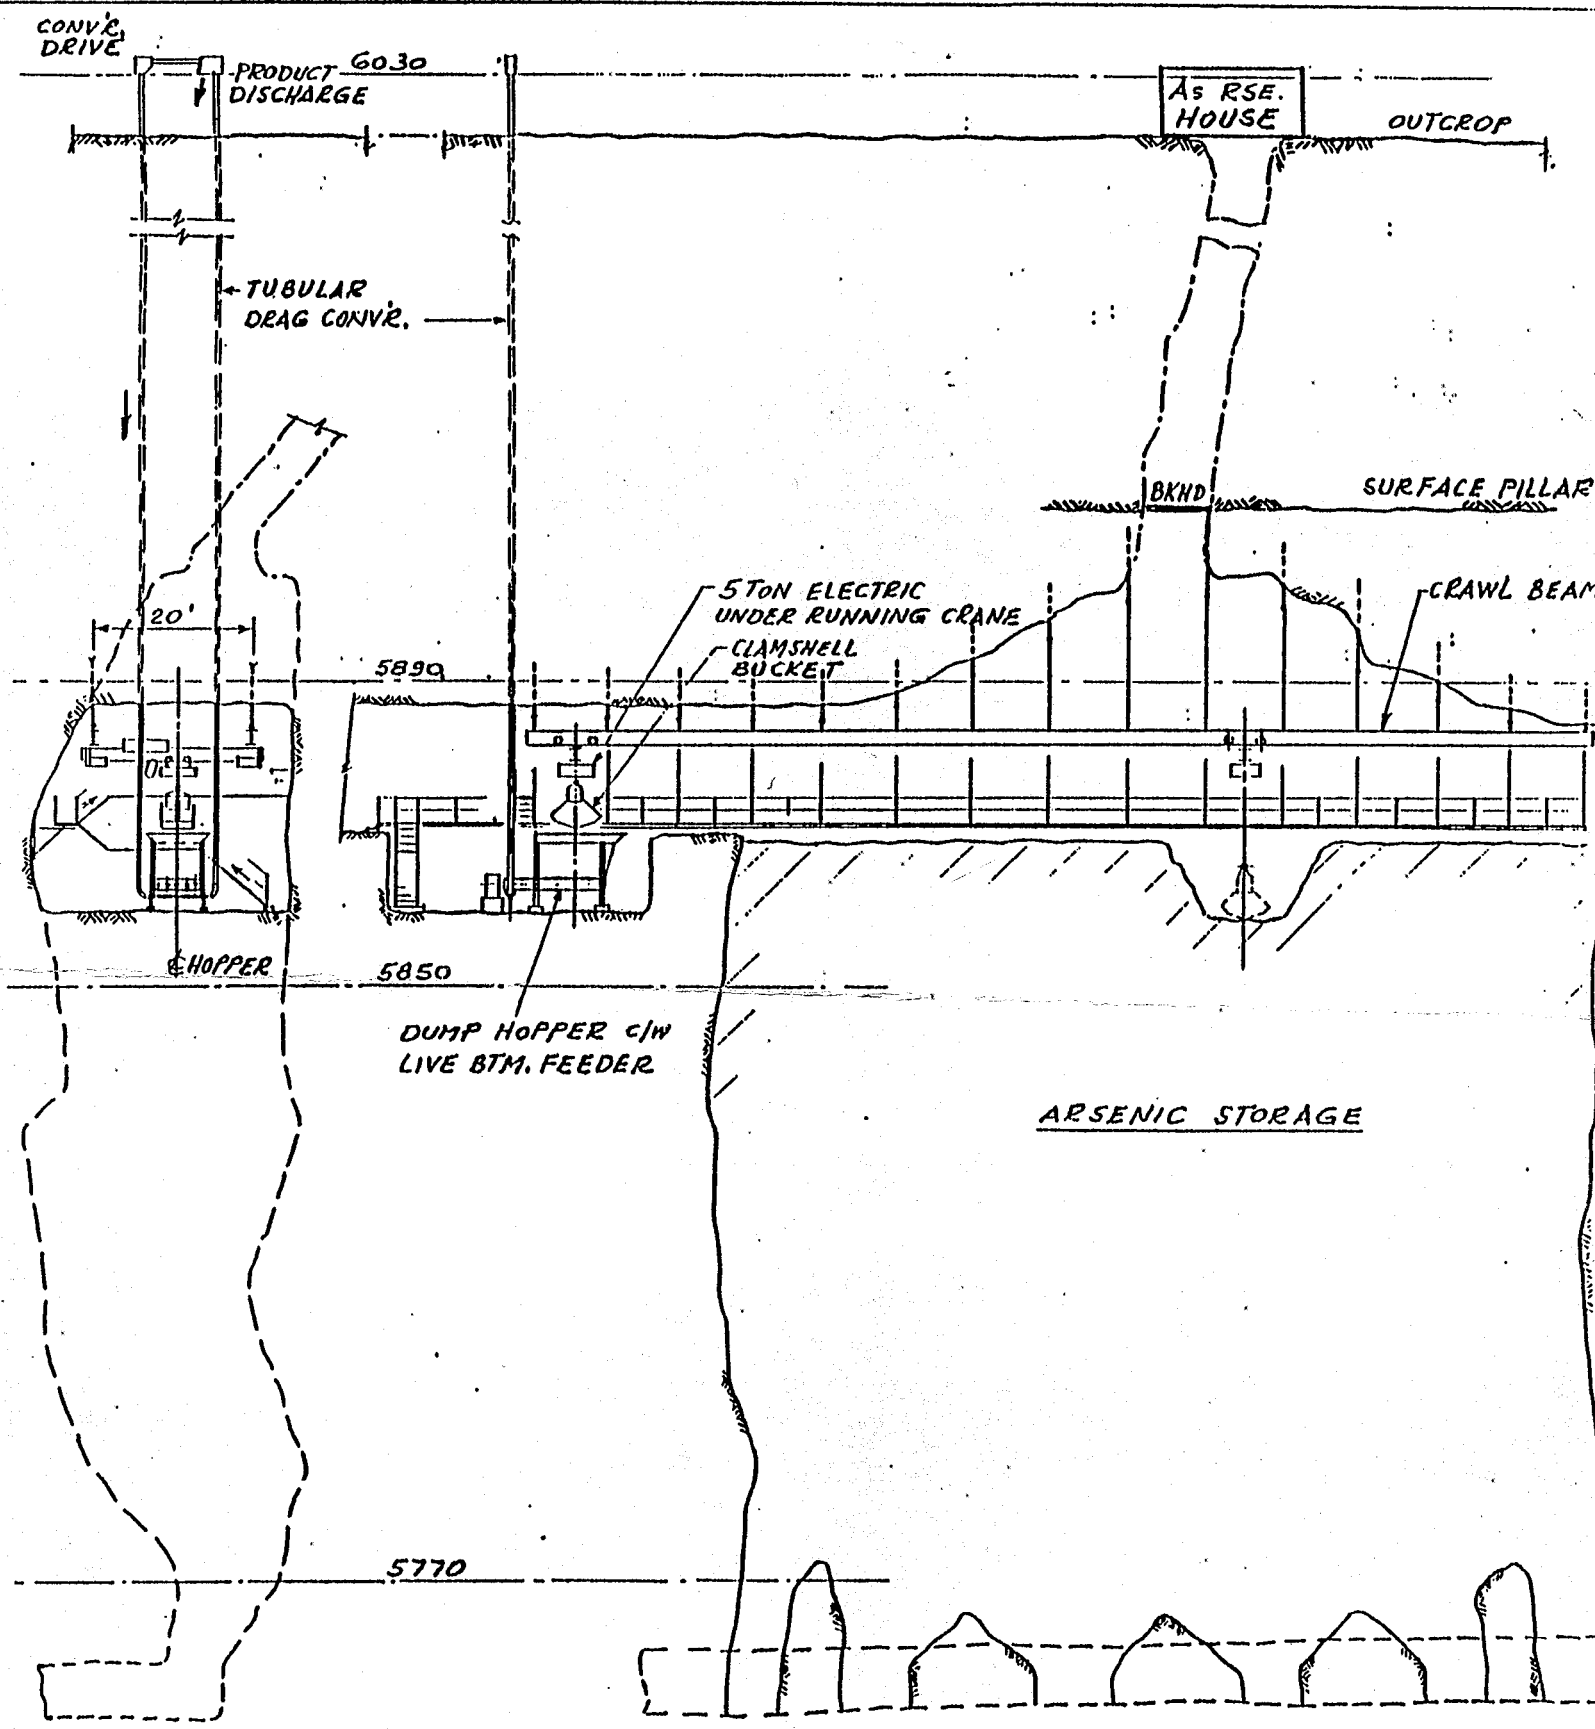 CONV'R.
DRIVE
6030
PRODUCT
DISCHARGE
AS RSE.
HOUSE
OUTCROP
TUBULAR
DRAG CONV'R.
BKHD
SURFACE PILLAR
5 TON ELECTRIC
UNDER RUNNING CRANE
CRAWL BEAM
20'
CLAMSHELL
BUCKET
5890
℄ HOPPER
5850
DUMP HOPPER C/W
LIVE BTM. FEEDER
ARSENIC STORAGE
5770